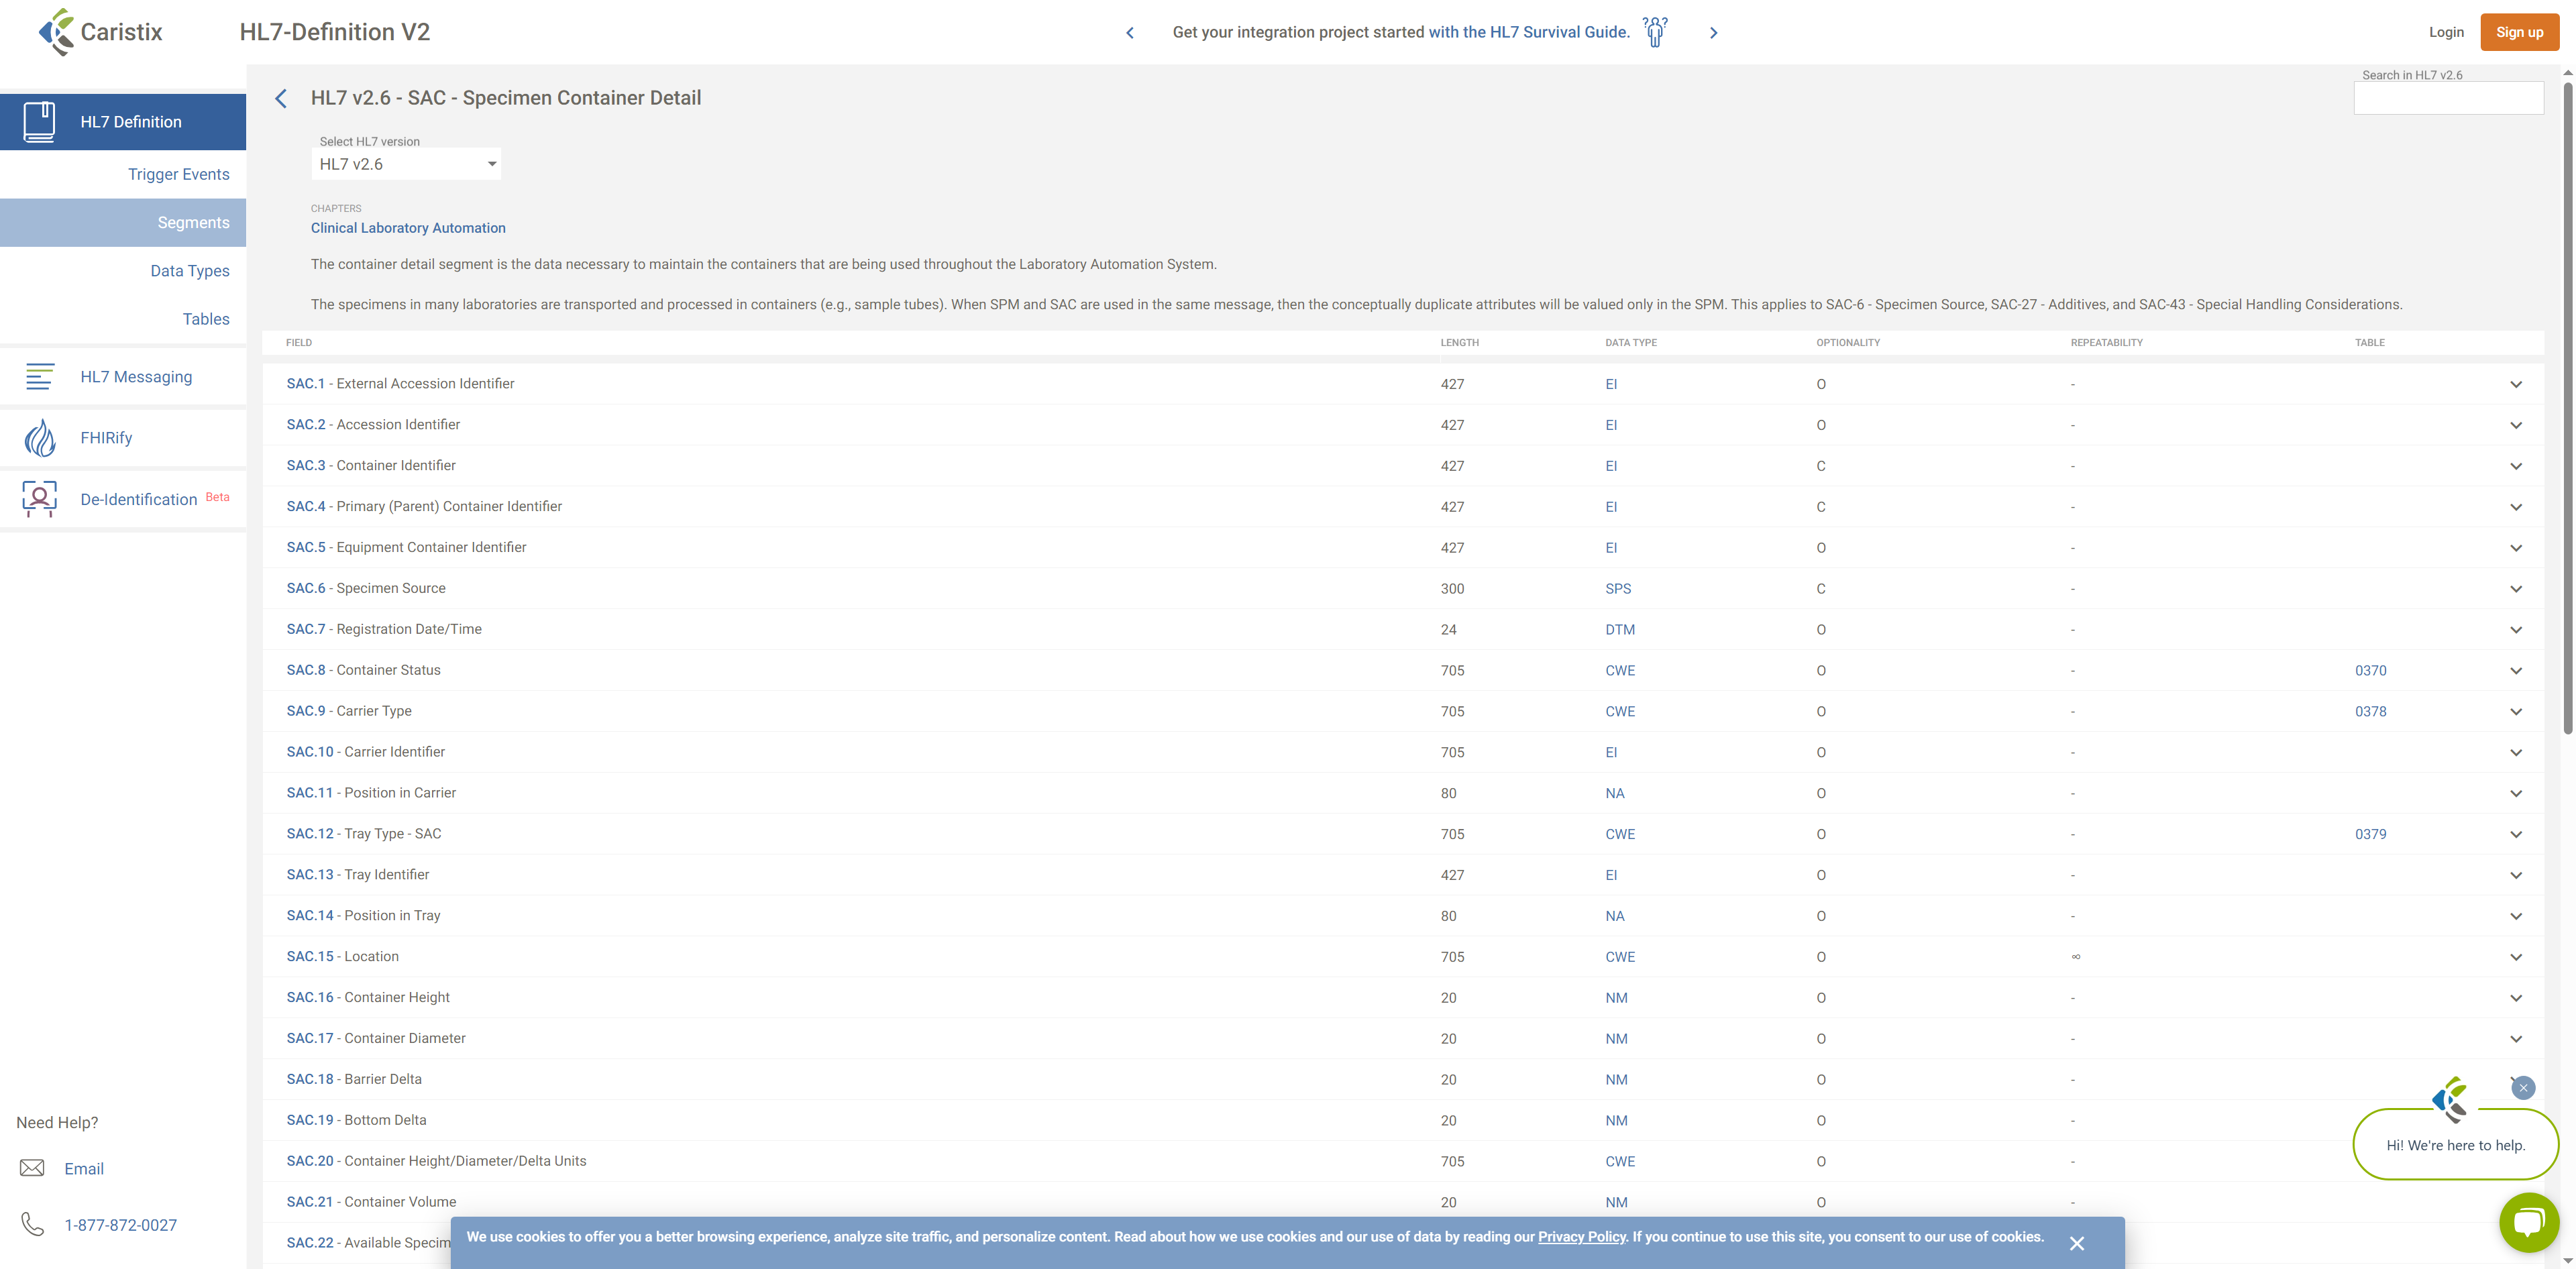 Caristix
HL7-Definition V2
Get your integration project started with the HL7 Survival Guide.
Login
Sign up
HL7 Definition
Trigger Events
Segments
Data Types
Tables
HL7 Messaging
FHIRify
De-Identification Beta
Need Help?
Email
1-877-872-0027
HL7 v2.6 - SAC - Specimen Container Detail
Search in HL7 v2.6
Select HL7 version
HL7 v2.6
CHAPTERS
Clinical Laboratory Automation
The container detail segment is the data necessary to maintain the containers that are being used throughout the Laboratory Automation System.
The specimens in many laboratories are transported and processed in containers (e.g., sample tubes). When SPM and SAC are used in the same message, then the conceptually duplicate attributes will be valued only in the SPM. This applies to SAC-6 - Specimen Source, SAC-27 - Additives, and SAC-43 - Special Handling Considerations.
FIELD LENGTH DATA TYPE OPTIONALITY REPEATABILITY TABLE
SAC.1 - External Accession Identifier 427 EI O -
SAC.2 - Accession Identifier 427 EI O -
SAC.3 - Container Identifier 427 EI C -
SAC.4 - Primary (Parent) Container Identifier 427 EI C -
SAC.5 - Equipment Container Identifier 427 EI O -
SAC.6 - Specimen Source 300 SPS C -
SAC.7 - Registration Date/Time 24 DTM O -
SAC.8 - Container Status 705 CWE O - 0370
SAC.9 - Carrier Type 705 CWE O - 0378
SAC.10 - Carrier Identifier 705 EI O -
SAC.11 - Position in Carrier 80 NA O -
SAC.12 - Tray Type - SAC 705 CWE O - 0379
SAC.13 - Tray Identifier 427 EI O -
SAC.14 - Position in Tray 80 NA O -
SAC.15 - Location 705 CWE O ∞
SAC.16 - Container Height 20 NM O -
SAC.17 - Container Diameter 20 NM O -
SAC.18 - Barrier Delta 20 NM O -
SAC.19 - Bottom Delta 20 NM O -
SAC.20 - Container Height/Diameter/Delta Units 705 CWE O -
SAC.21 - Container Volume 20 NM O -
SAC.22 - Available Specim
Hi! We're here to help.
We use cookies to offer you a better browsing experience, analyze site traffic, and personalize content. Read about how we use cookies and our use of data by reading our Privacy Policy. If you continue to use this site, you consent to our use of cookies.